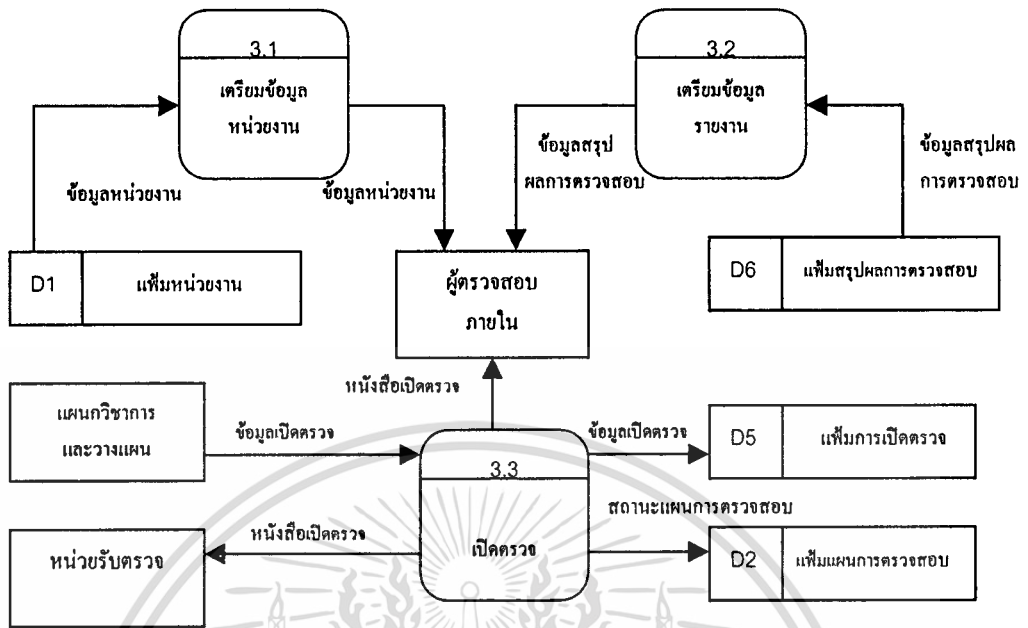 3.1
เตรียมข้อมูล
หน่วยงาน
3.2
เตรียมข้อมูล
รายงาน
ข้อมูลหน่วยงาน
ข้อมูลหน่วยงาน
ข้อมูลสรุป
ผลการตรวจสอบ
ข้อมูลสรุปผล
การตรวจสอบ
D1
แฟ้มหน่วยงาน
ผู้ตรวจสอบ
ภายใน
D6
แฟ้มสรุปผลการตรวจสอบ
หนังสือเปิดตรวจ
แผนกวิชาการ
และวางแผน
ข้อมูลเปิดตรวจ
3.3
เปิดตรวจ
ข้อมูลเปิดตรวจ
D5
แฟ้มการเปิดตรวจ
สถานะแผนการตรวจสอบ
หน่วยรับตรวจ
หนังสือเปิดตรวจ
D2
แฟ้มแผนการตรวจสอบ